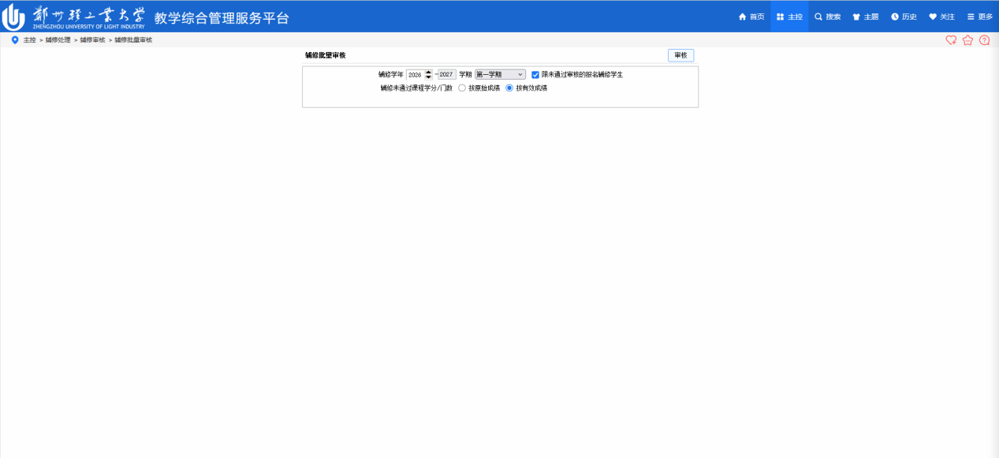 郑州轻工业大学 教学综合管理服务平台 首页 主控 搜索 主题 历史 关注 更多
ZHENGZHOU UNIVERSITY OF LIGHT INDUSTRY
主控 > 辅修处理 > 辅修审核 > 辅修批量审核
辅修批量审核 审核
辅修学年 2026 -2027 学期 第一学期 限未通过审核的报名辅修学生
辅修未通过课程学分/门数 按原始成绩 按有效成绩